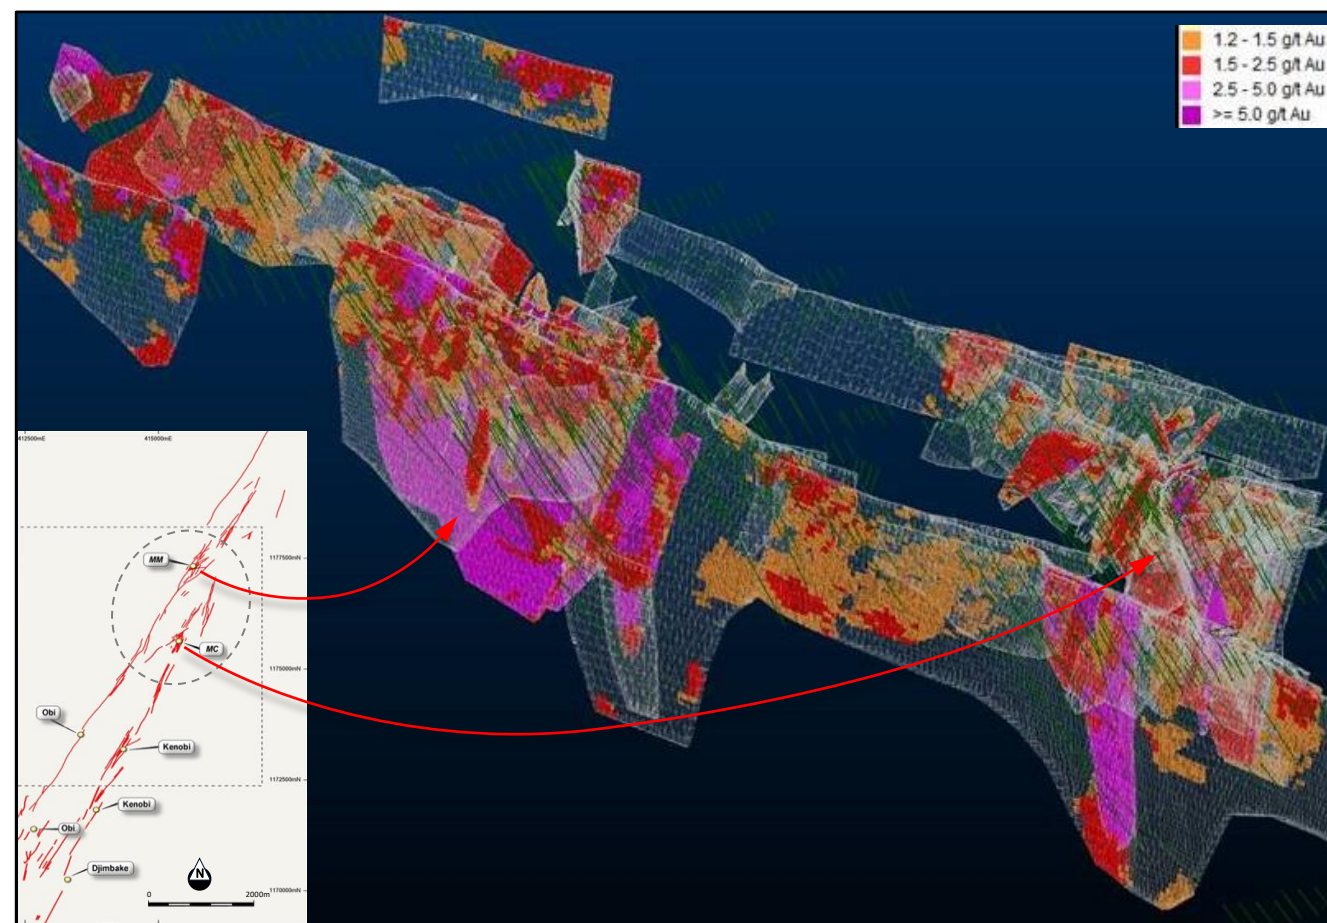 1.2 - 1.5 g/t Au
1.5 - 2.5 g/t Au
2.5 - 5.0 g/t Au
>= 5.0 g/t Au
412500mE
415000mE
MM
1177500mN
MC
1175000mN
Obi
Kenobi
1172500mN
Kenobi
Obi
Djimbake
N
0 2000m
1170000mN